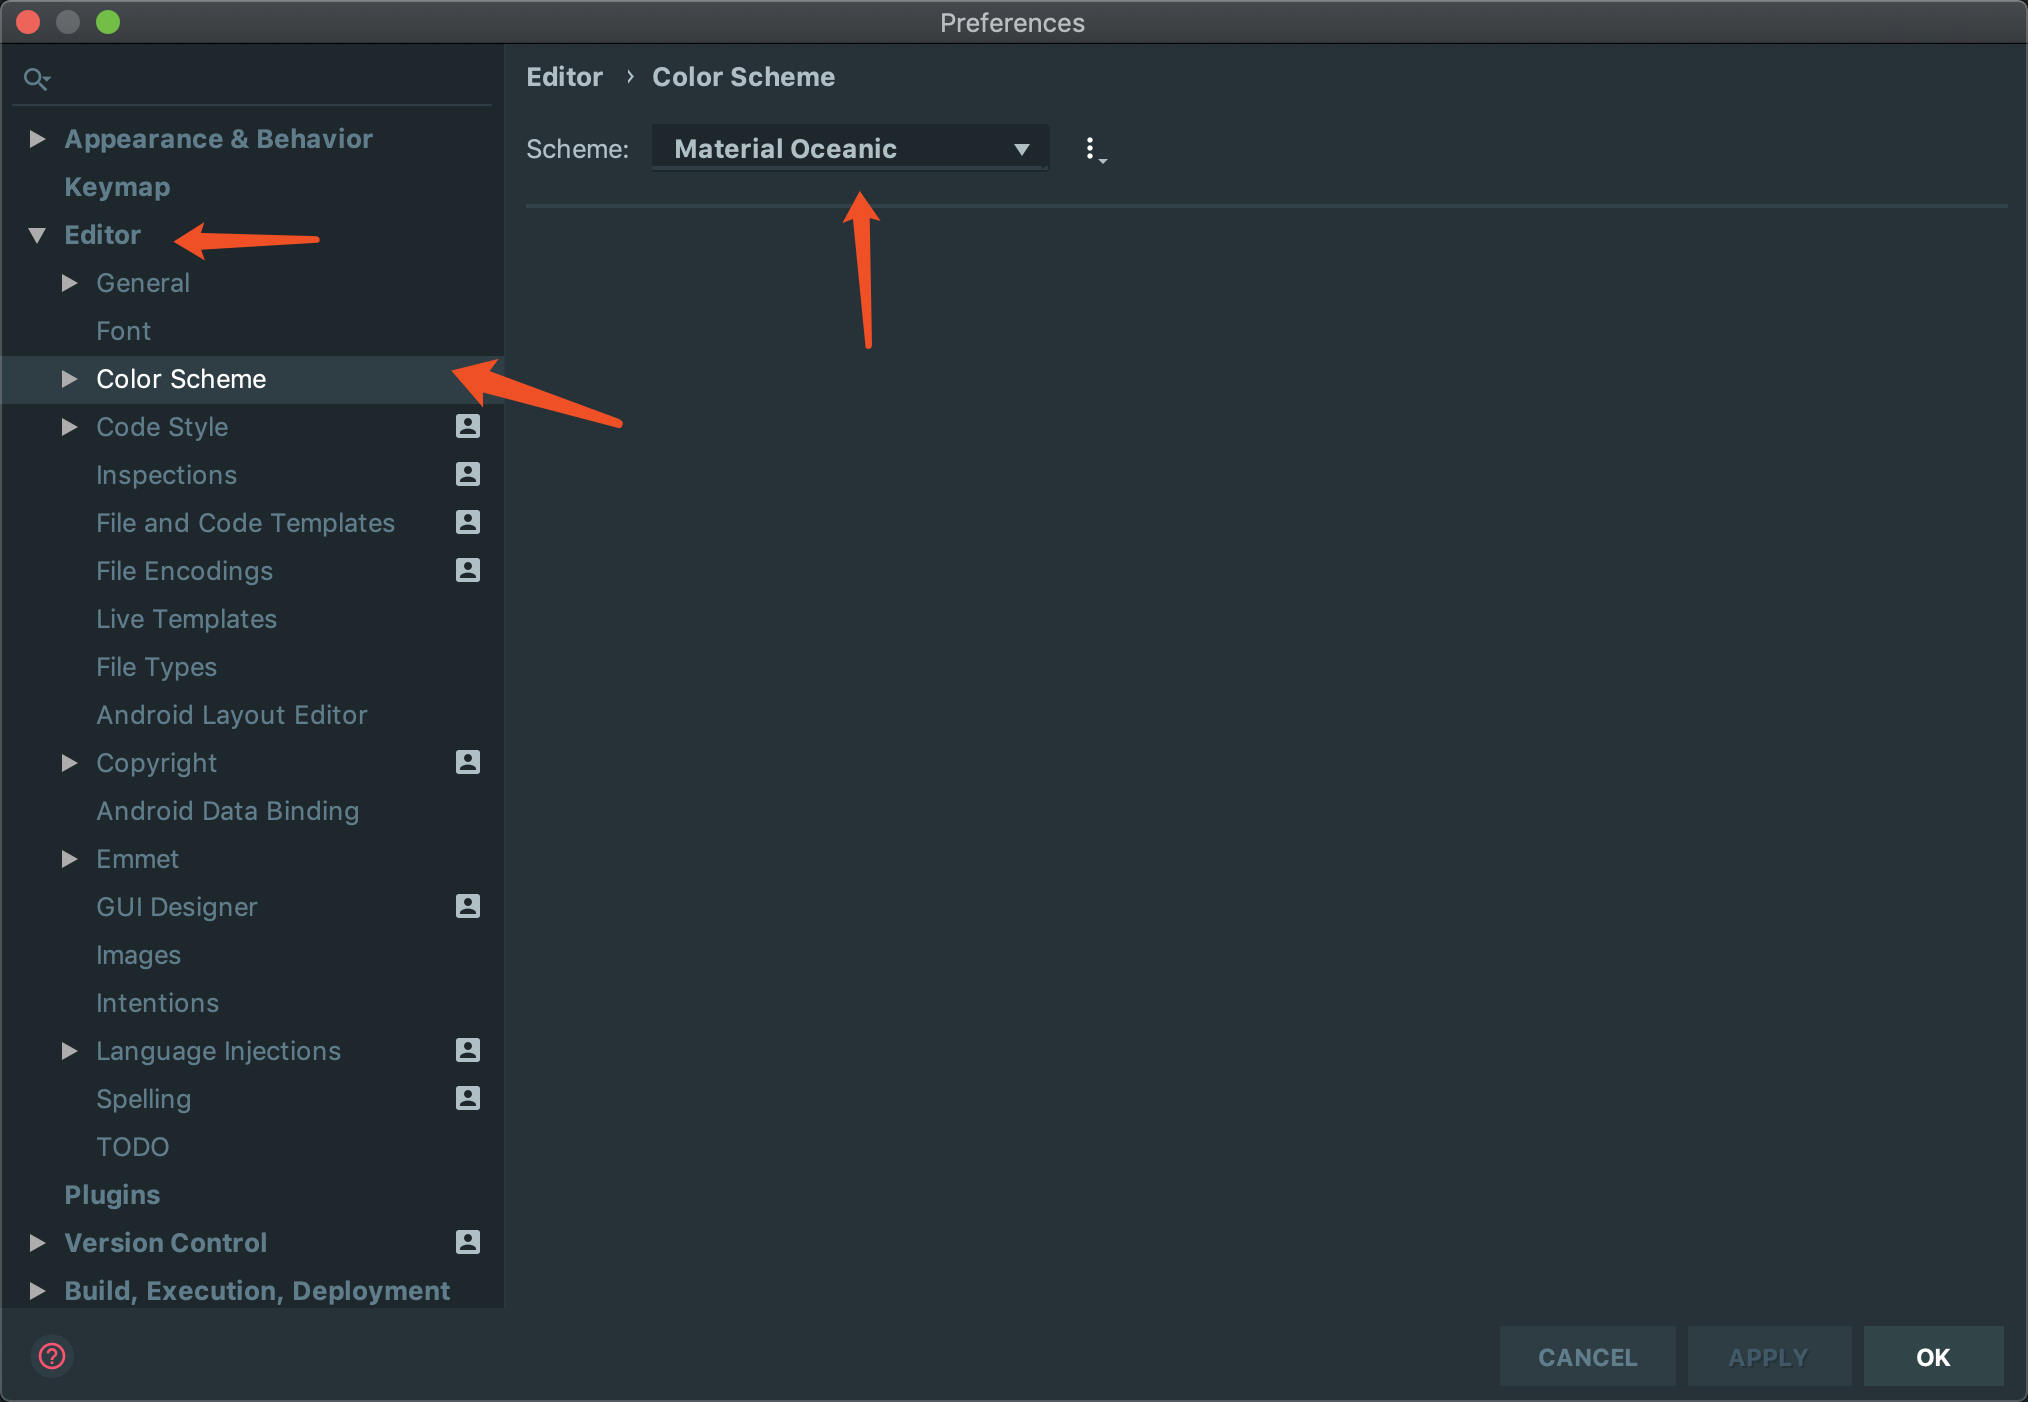 Preferences
Editor › Color Scheme
Scheme: Material Oceanic
Appearance & Behavior
Keymap
Editor
General
Font
Color Scheme
Code Style
Inspections
File and Code Templates
File Encodings
Live Templates
File Types
Android Layout Editor
Copyright
Android Data Binding
Emmet
GUI Designer
Images
Intentions
Language Injections
Spelling
TODO
Plugins
Version Control
Build, Execution, Deployment
?
CANCEL APPLY OK